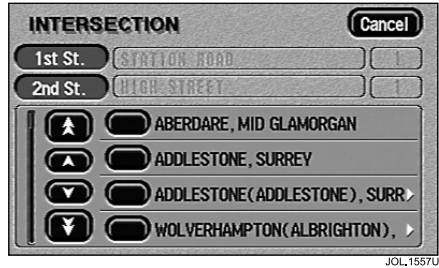 INTERSECTION Cancel
1st St. STATION ROAD 1
2nd St. HIGH STREET 1
ABERDARE, MID GLAMORGAN
ADDLESTONE, SURREY
ADDLESTONE(ADDLESTONE), SURR
WOLVERHAMPTON(ALBRIGHTON),
JOL.1557U